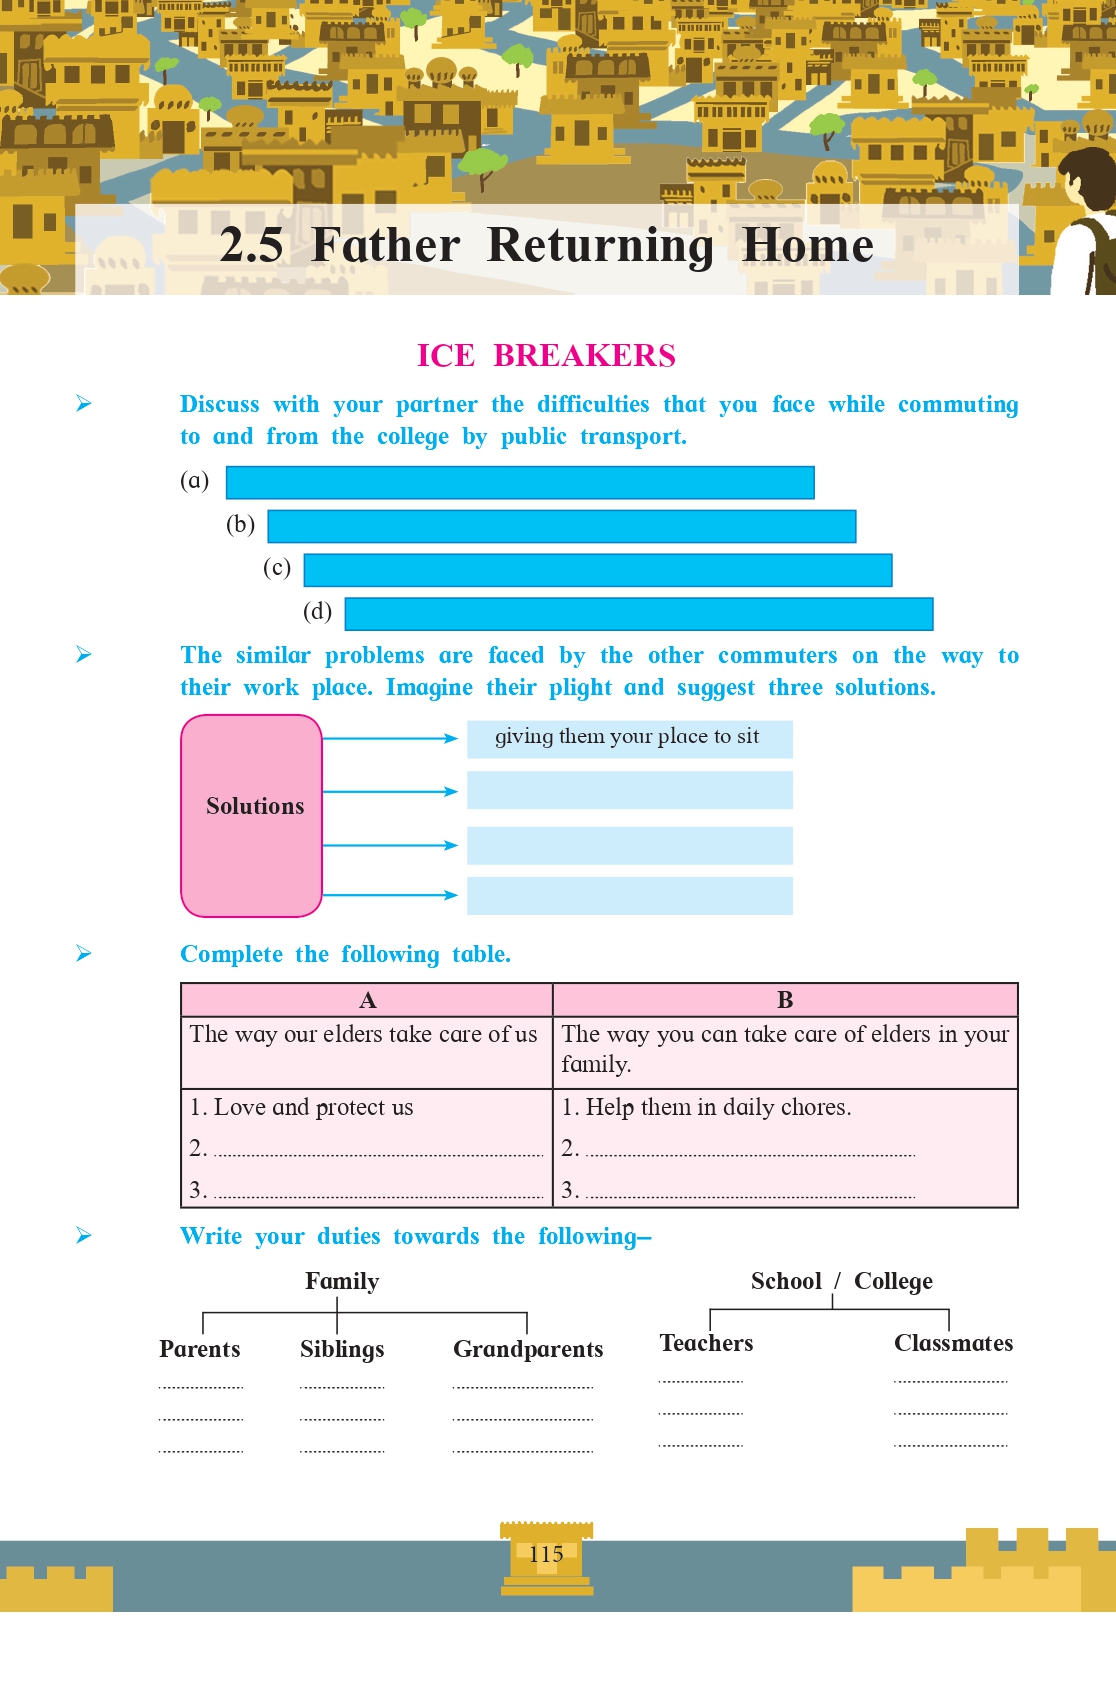 2.5 Father Returning Home
ICE BREAKERS
Discuss with your partner the difficulties that you face while commuting
to and from the college by public transport.
(a)
(b)
(c)
(d)
The similar problems are faced by the other commuters on the way to
their work place. Imagine their plight and suggest three solutions.
Solutions
giving them your place to sit
Complete the following table.
A
B
The way our elders take care of us
The way you can take care of elders in your
family.
1. Love and protect us
2.
3.
1. Help them in daily chores.
2.
3.
Write your duties towards the following–
Family
Parents Siblings Grandparents
School / College
Teachers Classmates
115